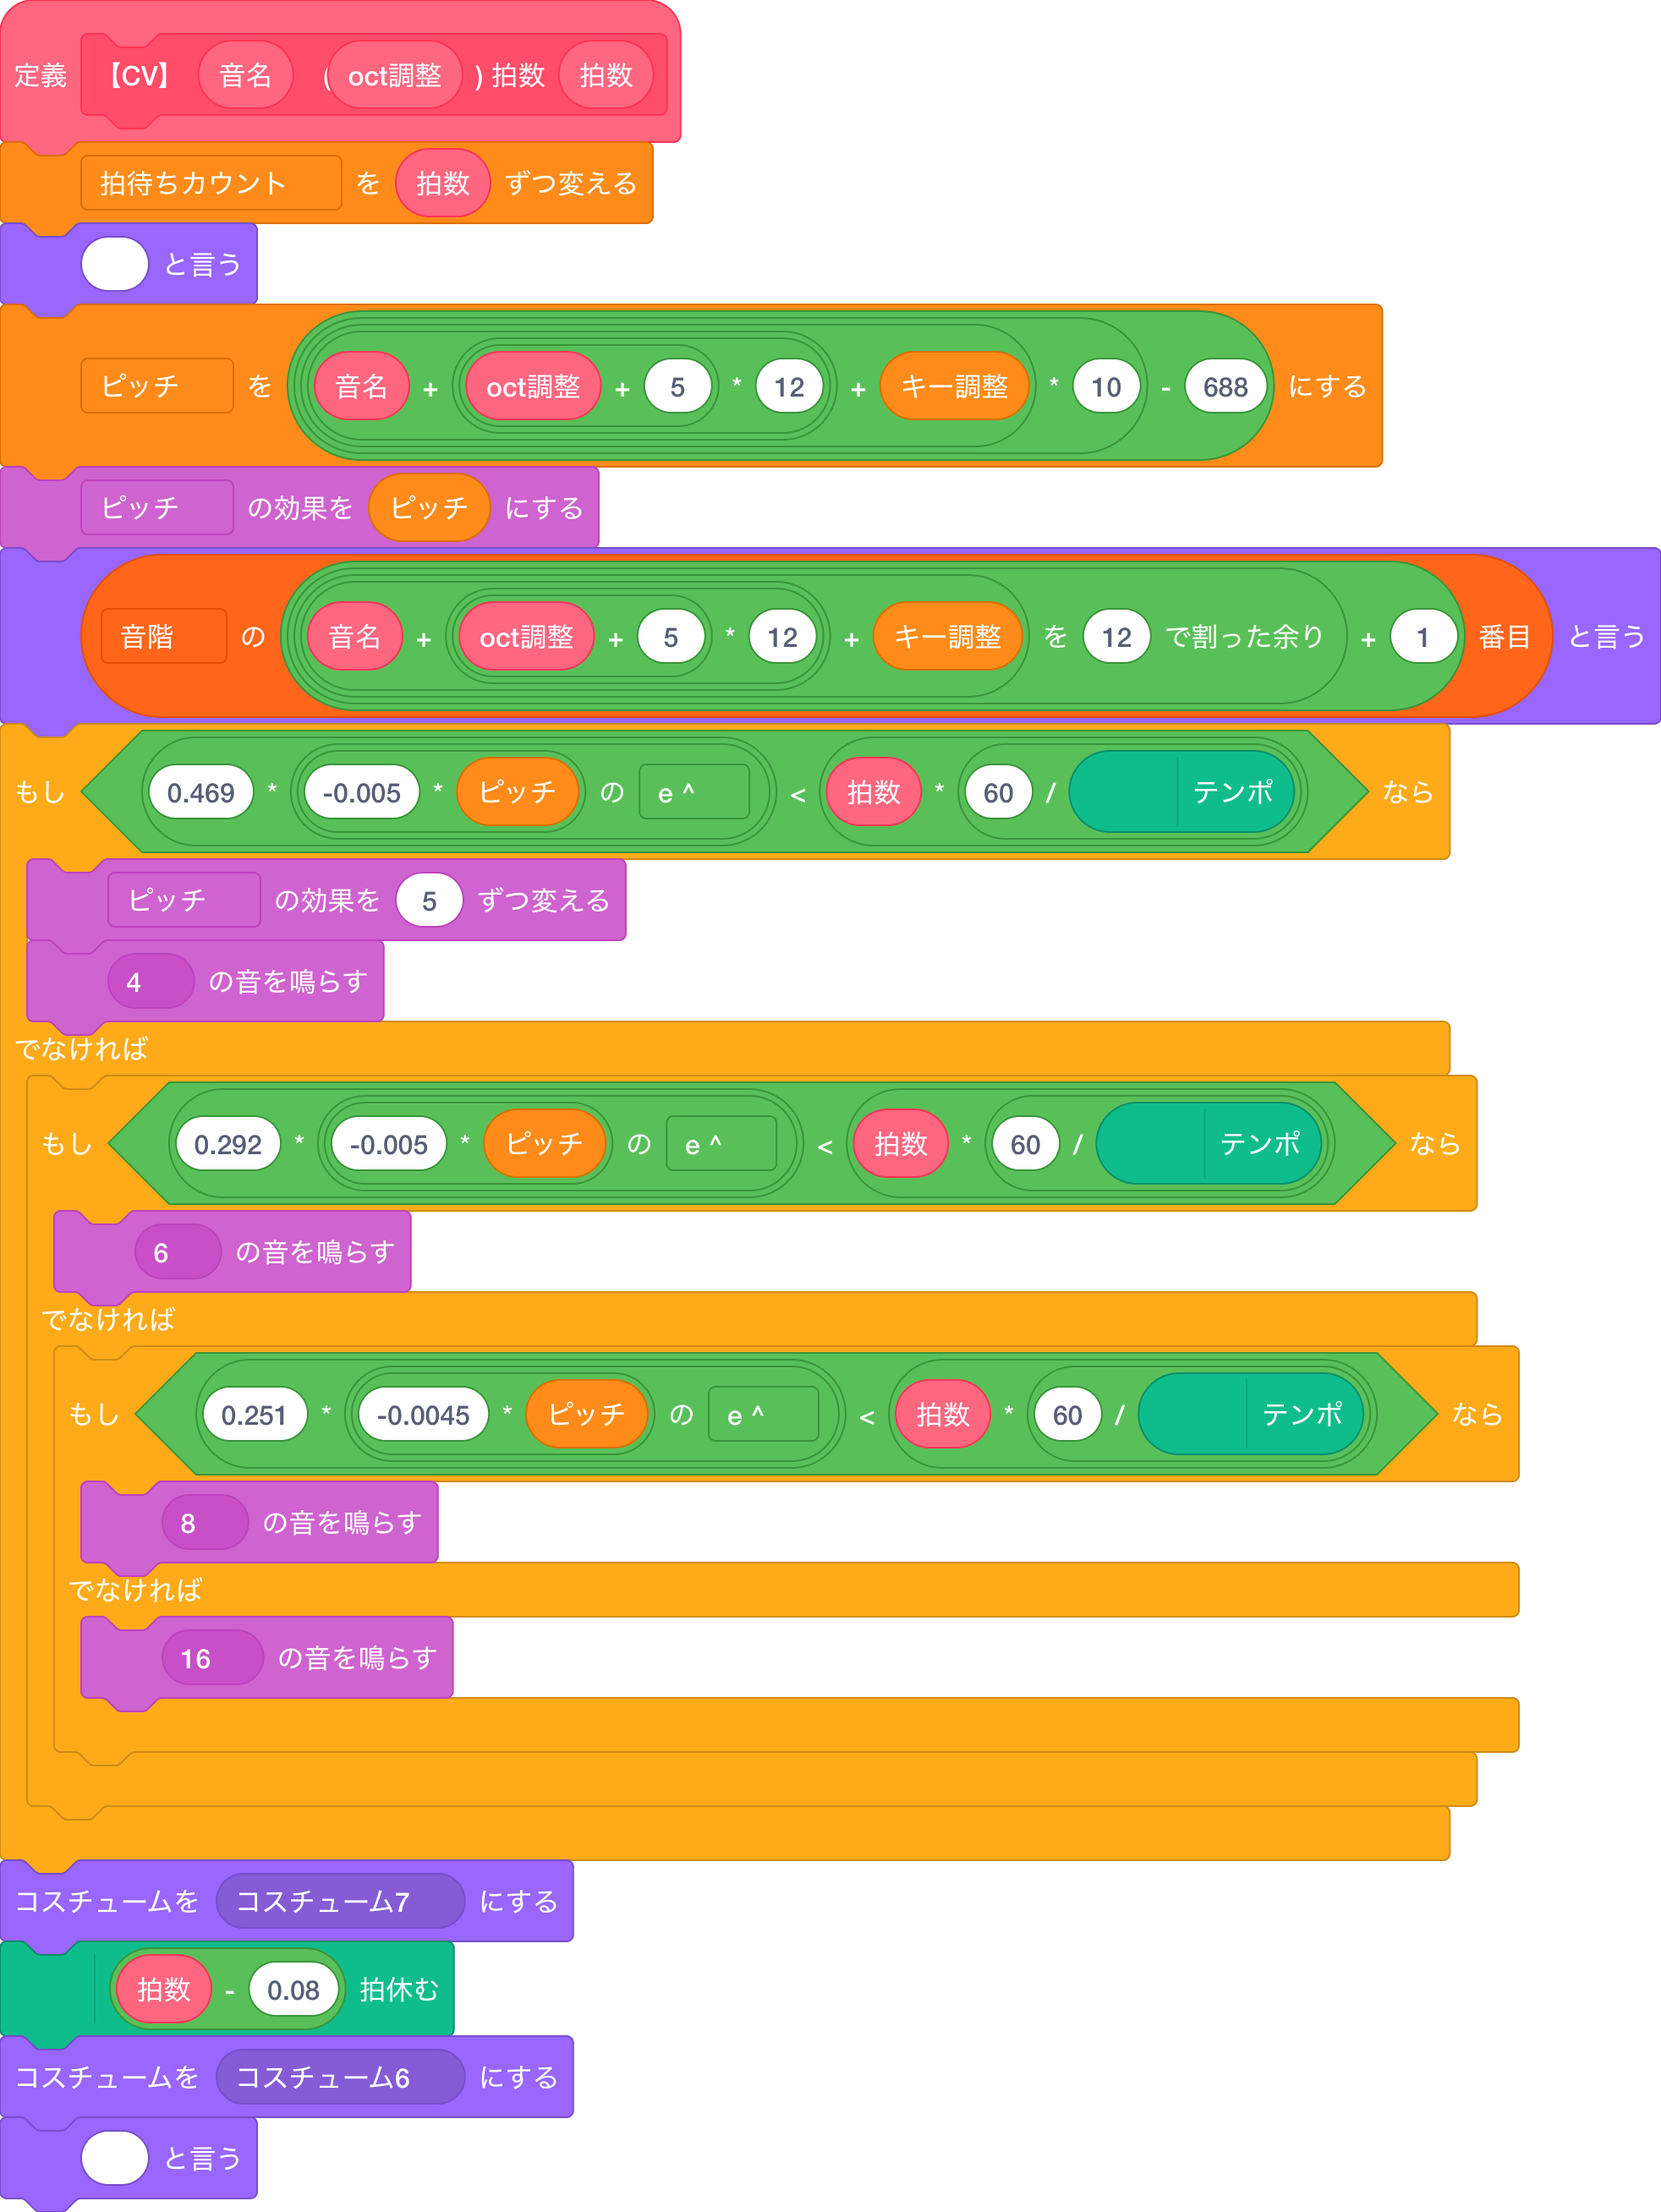 定義 【CV】 音名 ( oct調整 ) 拍数 拍数
拍待ちカウント を 拍数 ずつ変える
と言う
ピッチ を 音名 + oct調整 + 5 * 12 + キー調整 * 10 - 688 にする
ピッチ の効果を ピッチ にする
音階 の 音名 + oct調整 + 5 * 12 + キー調整 を 12 で割った余り + 1 番目 と言う
もし 0.469 * -0.005 * ピッチ の e ^ < 拍数 * 60 / テンポ なら
ピッチ の効果を 5 ずつ変える
4 の音を鳴らす
でなければ
もし 0.292 * -0.005 * ピッチ の e ^ < 拍数 * 60 / テンポ なら
6 の音を鳴らす
でなければ
もし 0.251 * -0.0045 * ピッチ の e ^ < 拍数 * 60 / テンポ なら
8 の音を鳴らす
でなければ
16 の音を鳴らす
コスチュームを コスチューム7 にする
拍数 - 0.08 拍休む
コスチュームを コスチューム6 にする
と言う